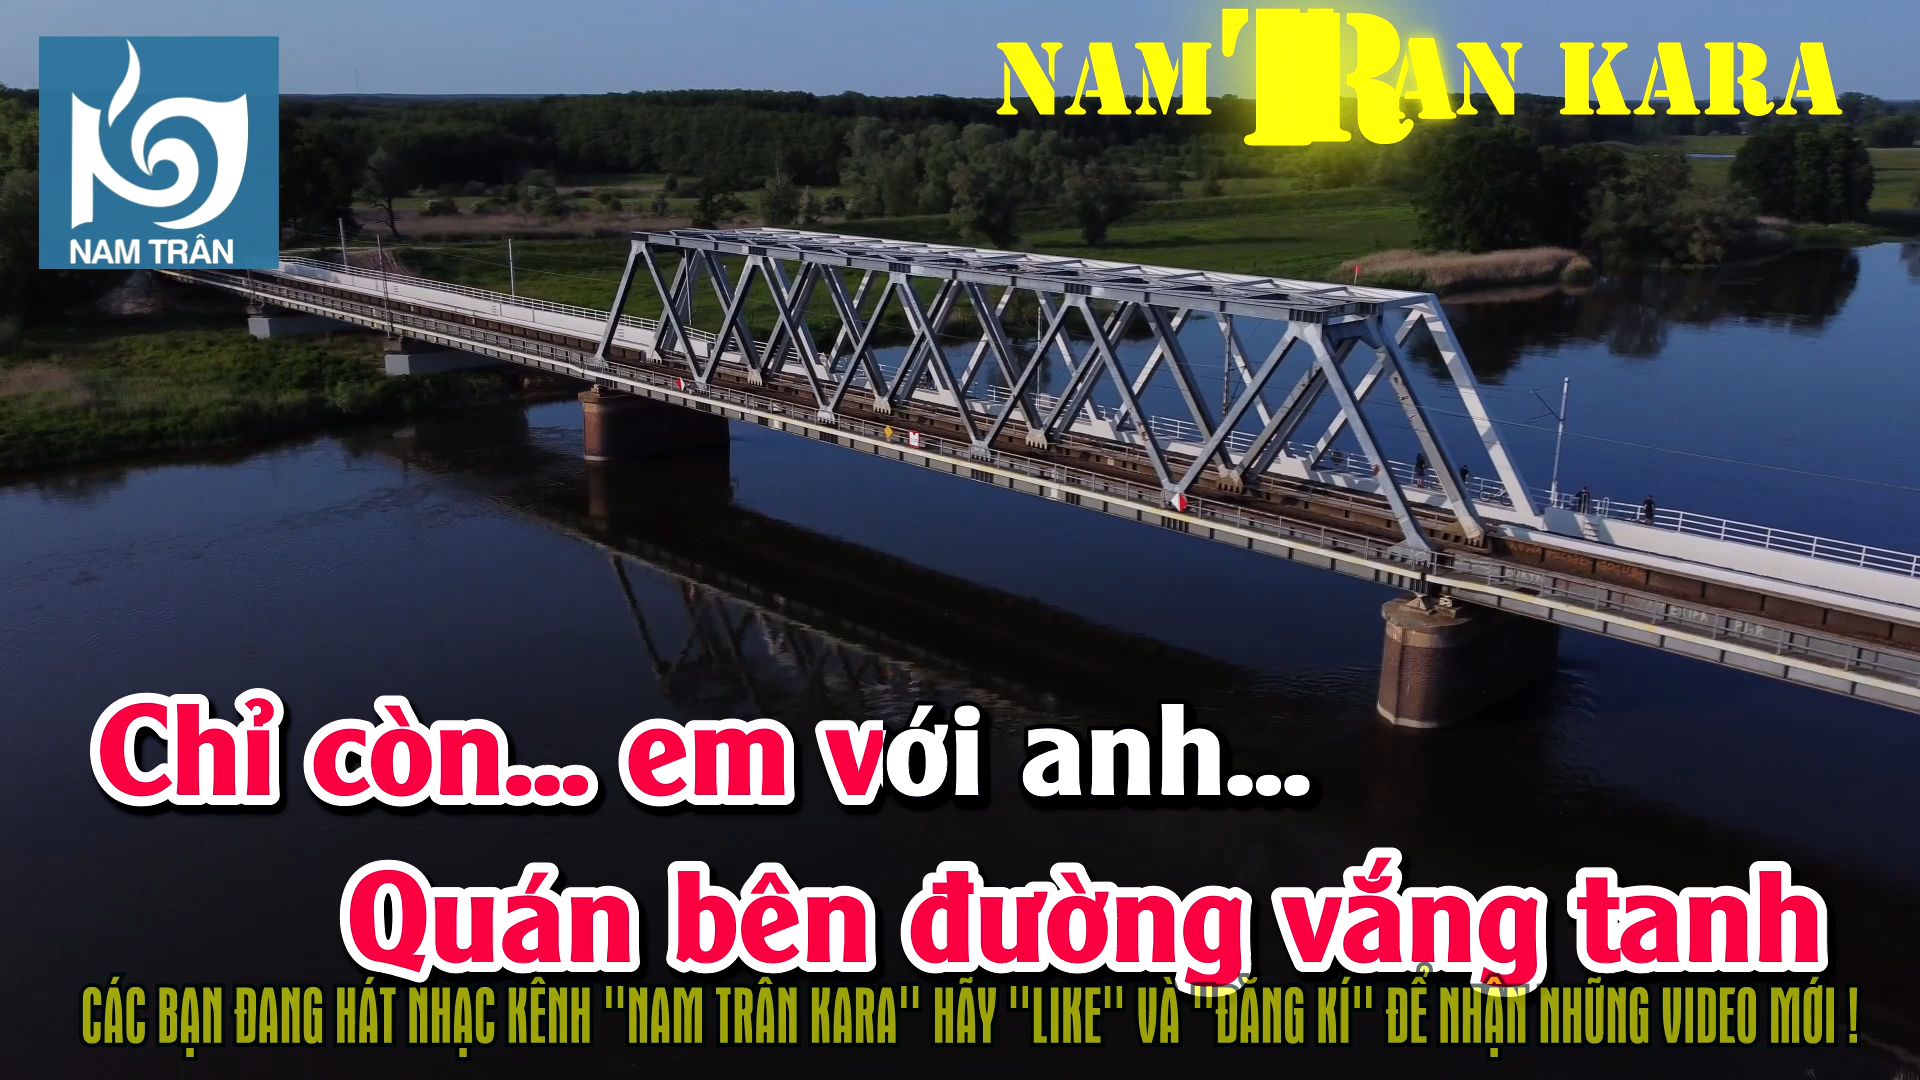 NAM TRAN KARA
NAM TRÂN
Chỉ còn... em với anh...
Quán bên đường vắng tanh
CÁC BẠN ĐANG HÁT NHẠC KÊNH "NAM TRÂN KARA" HÃY "LIKE" VÀ "ĐĂNG KÍ" ĐỂ NHẬN NHỮNG VIDEO MỚI !